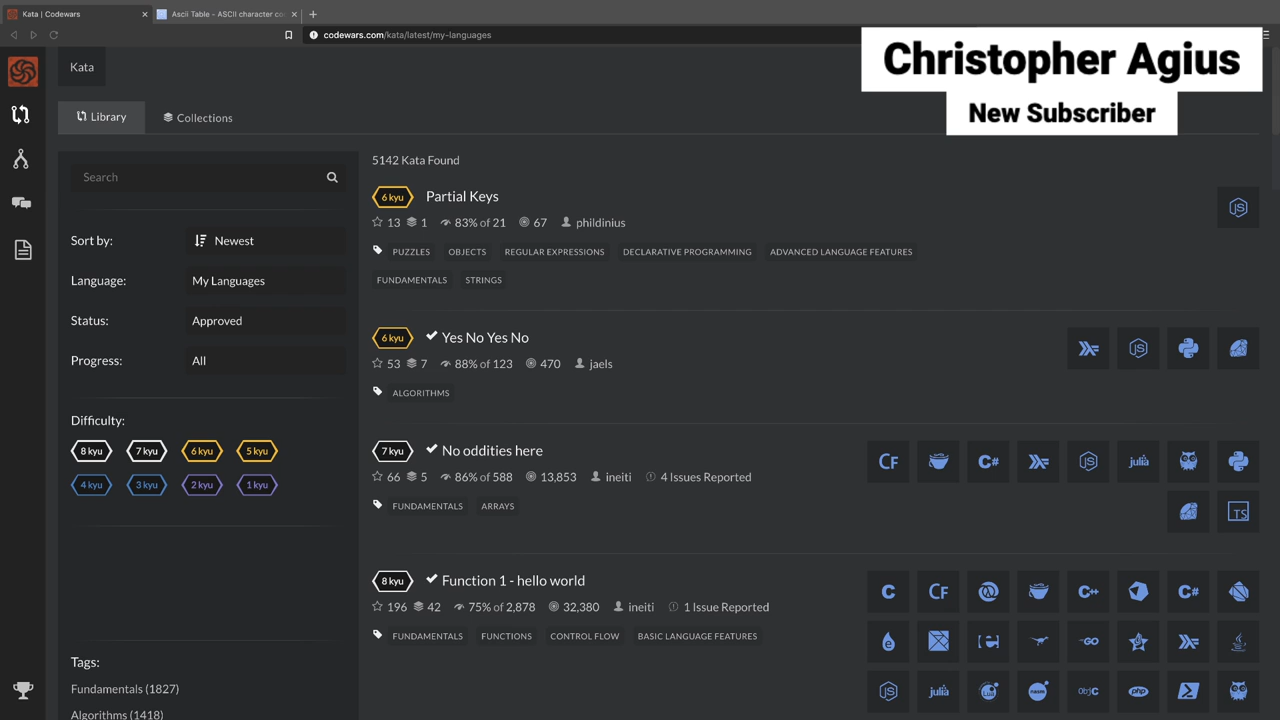 Kata | Codewars
Ascii Table - ASCII character co
codewars.com/kata/latest/my-languages
Christopher Agius
New Subscriber
Kata
Library
Collections
Search
Sort by: Newest
Language: My Languages
Status: Approved
Progress: All
Difficulty:
8 kyu 7 kyu 6 kyu 5 kyu
4 kyu 3 kyu 2 kyu 1 kyu
Tags:
Fundamentals (1827)
Algorithms (1418)
5142 Kata Found
6 kyu Partial Keys
13 1 83% of 21 67 phildinius
JS
PUZZLES OBJECTS REGULAR EXPRESSIONS DECLARATIVE PROGRAMMING ADVANCED LANGUAGE FEATURES
FUNDAMENTALS STRINGS
6 kyu Yes No Yes No
JS
53 7 88% of 123 470 jaels
ALGORITHMS
7 kyu No oddities here
CF C# JS julia
66 5 86% of 588 13,853 ineiti 4 Issues Reported
FUNDAMENTALS ARRAYS
TS
8 kyu Function 1 - hello world
C CF C++ C#
196 42 75% of 2,878 32,380 ineiti 1 Issue Reported
FUNDAMENTALS FUNCTIONS CONTROL FLOW BASIC LANGUAGE FEATURES
e GO
JS julia Lua nasm ObjC php